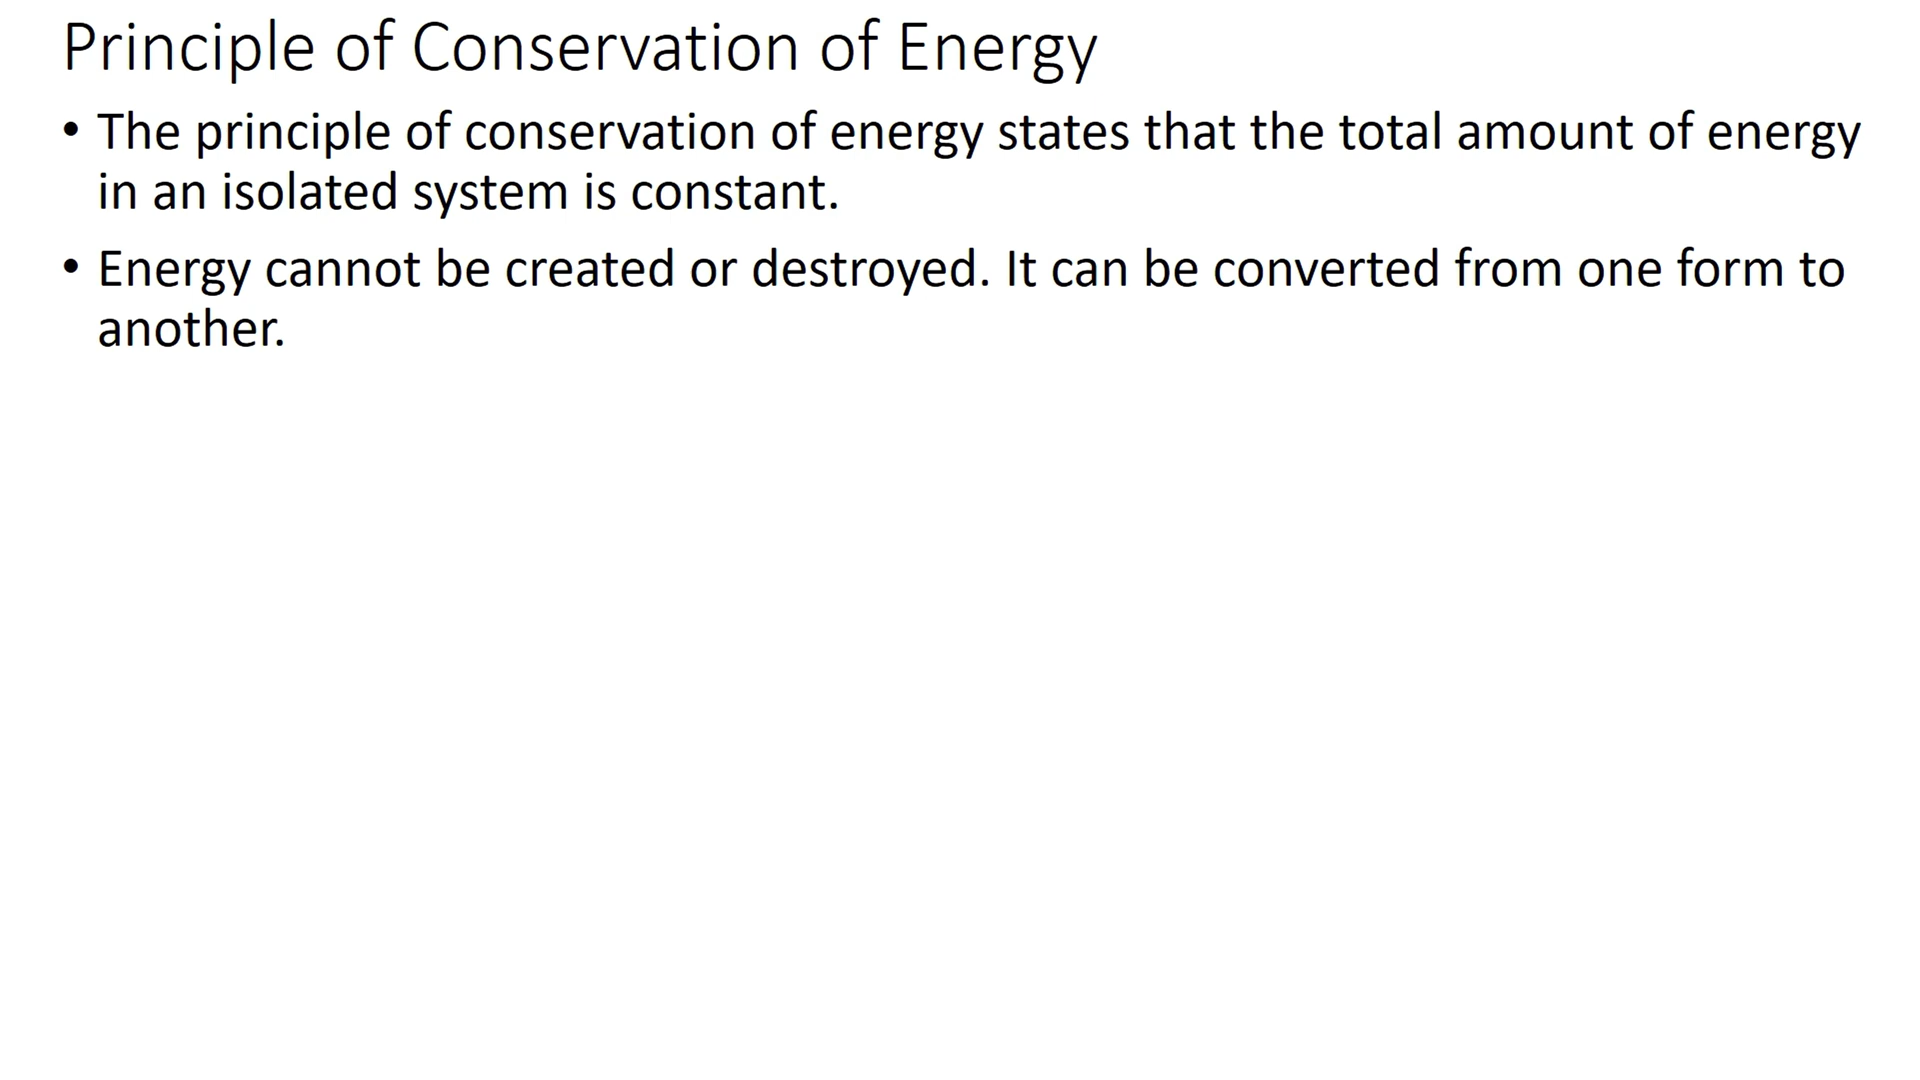 Principle of Conservation of Energy
• The principle of conservation of energy states that the total amount of energy
in an isolated system is constant.
• Energy cannot be created or destroyed. It can be converted from one form to
another.